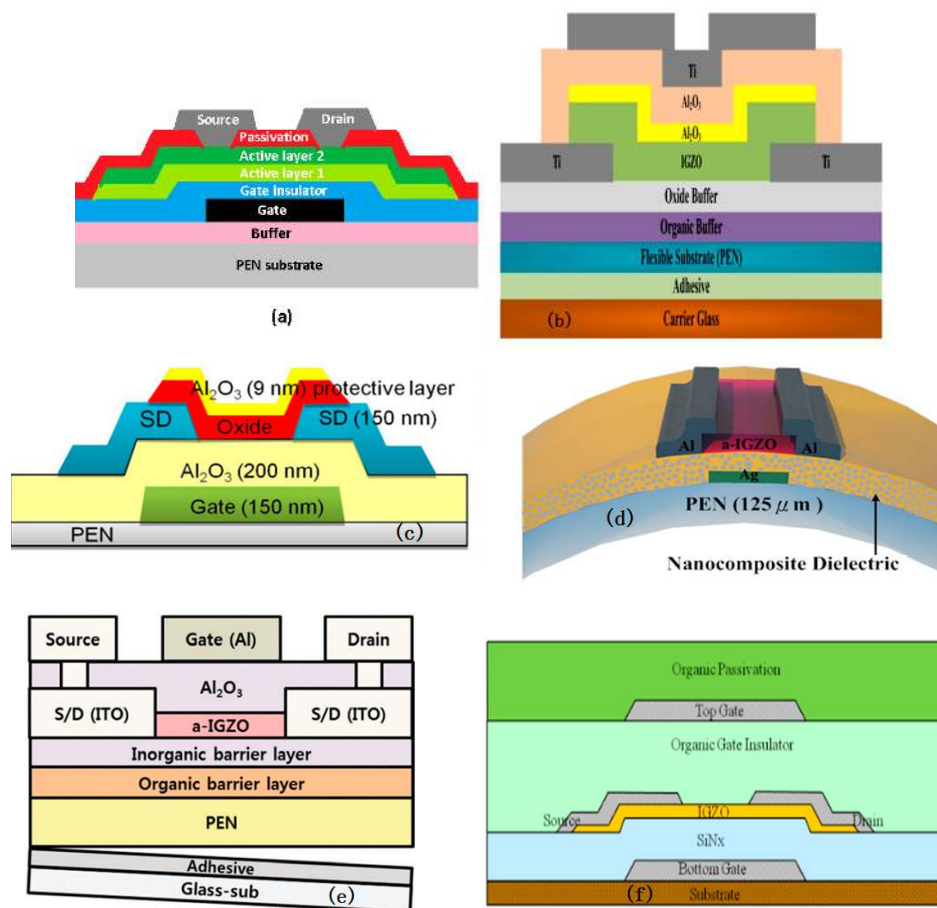 Source
Drain
Passivation
Active layer 2
Active layer 1
Gate Insulator
Gate
Buffer
PEN substrate
(a)
Ti
Al₂O₃
Al₂O₃
Ti
IGZO
Ti
Oxide Buffer
Organic Buffer
Flexible Substrate (PEN)
Adhesive
(b)
Carrier Glass
Al₂O₃ (9 nm) protective layer
SD
Oxide
SD (150 nm)
Al₂O₃ (200 nm)
Gate (150 nm)
(c)
PEN
Al
a-IGZO
Al
Ag
PEN (125μm)
(d)
Nanocomposite Dielectric
Source
Gate (Al)
Drain
Al₂O₃
S/D (ITO)
S/D (ITO)
a-IGZO
Inorganic barrier layer
Organic barrier layer
PEN
Adhesive
Glass-sub
(e)
Organic Passivation
Top Gate
Organic Gate Insulator
IGZO
Source
Drain
SiNx
Bottom Gate
(f)
Substrate